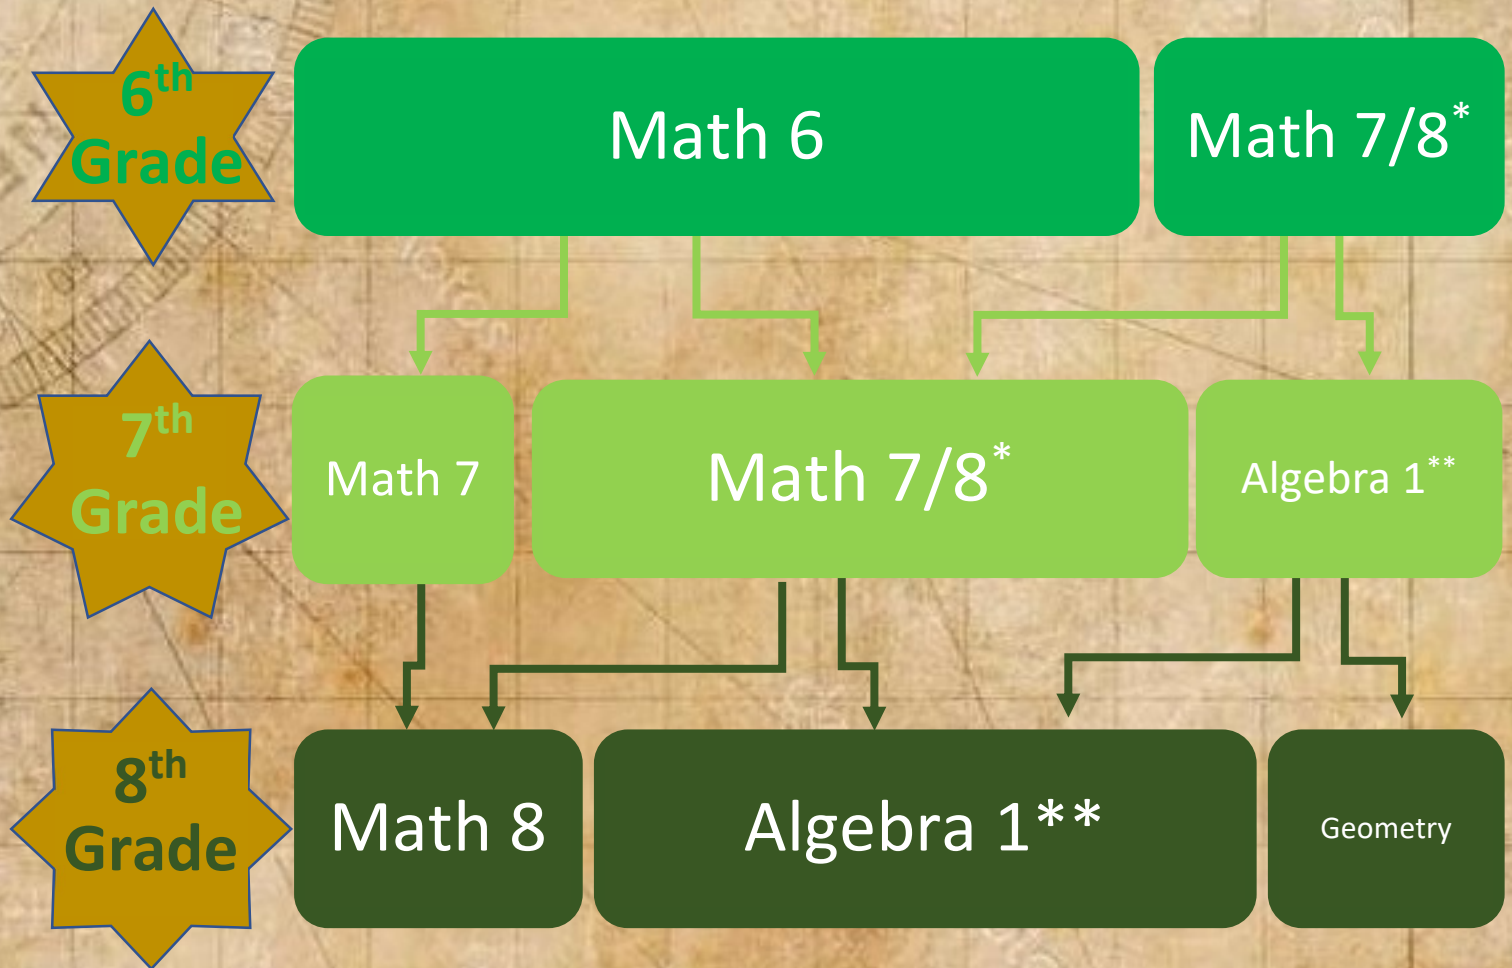 6th
Grade
Math 6
Math 7/8*
7th
Grade
Math 7
Math 7/8*
Algebra 1**
8th
Grade
Math 8
Algebra 1**
Geometry